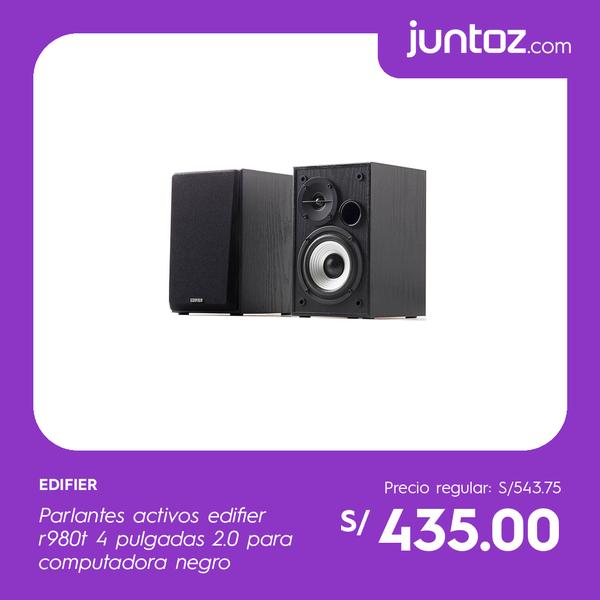 juntoz.com
EDIFIER
EDIFIER
Precio regular: S/543.75
Parlantes activos edifier
r980t 4 pulgadas 2.0 para
computadora negro
S/ 435.00